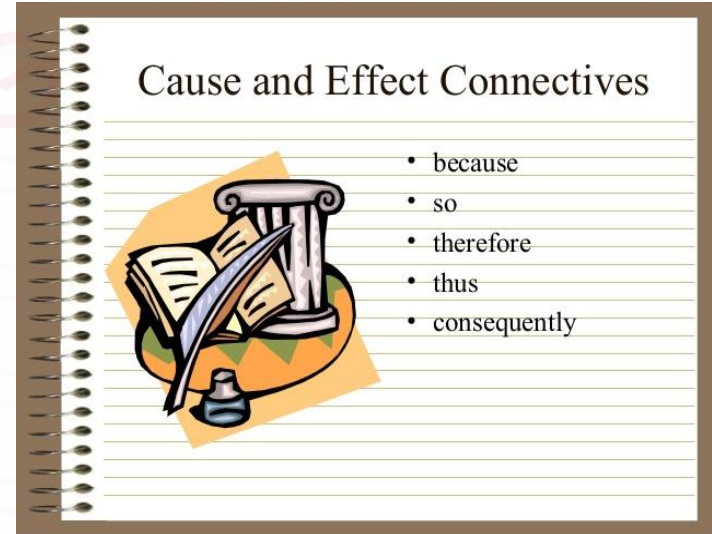 Cause and Effect Connectives
• because
• so
• therefore
• thus
• consequently